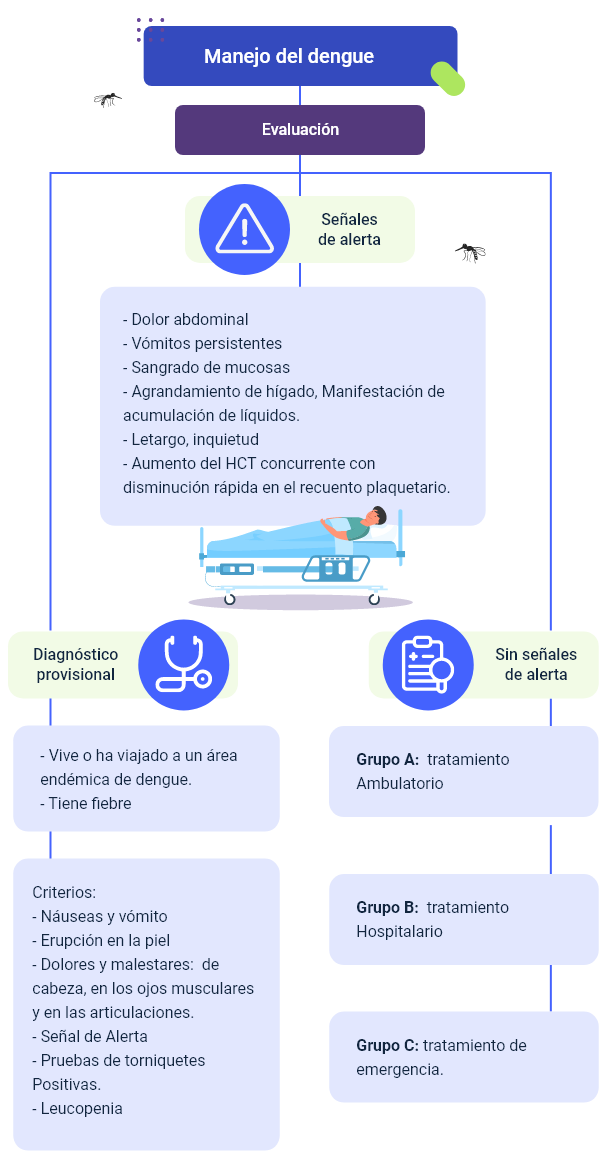 Manejo del dengue
Evaluación
Señales
de alerta
- Dolor abdominal
- Vómitos persistentes
- Sangrado de mucosas
- Agrandamiento de hígado, Manifestación de
acumulación de líquidos.
- Letargo, inquietud
- Aumento del HCT concurrente con
disminución rápida en el recuento plaquetario.
Diagnóstico
provisional
- Vive o ha viajado a un área
endémica de dengue.
- Tiene fiebre
Criterios:
- Náuseas y vómito
- Erupción en la piel
- Dolores y malestares:  de
cabeza, en los ojos musculares
y en las articulaciones.
- Señal de Alerta
- Pruebas de torniquetes
Positivas.
- Leucopenia
Sin señales
de alerta
Grupo A:  tratamiento
Ambulatorio
Grupo B:  tratamiento
Hospitalario
Grupo C: tratamiento de
emergencia.